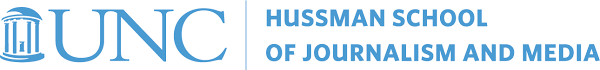 UNC
HUSSMAN SCHOOL
OF JOURNALISM AND MEDIA